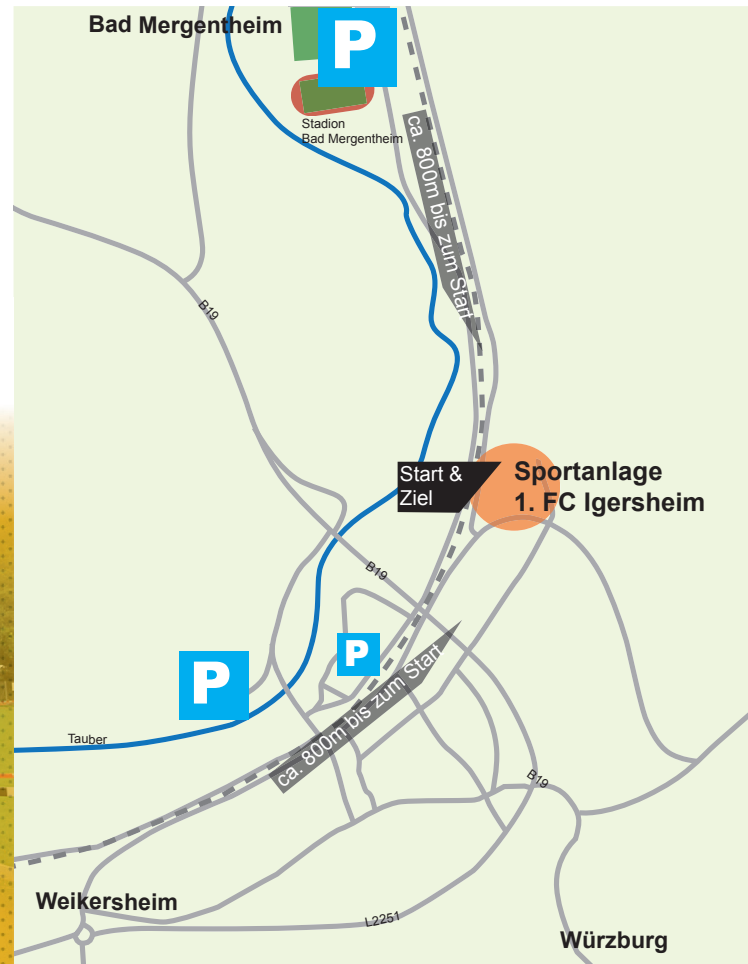 Bad Mergentheim
P
Stadion
Bad Mergentheim
ca. 800m bis zum Start
B19
Start &
Ziel
Sportanlage
1. FC Igersheim
B19
P
P
ca. 800m bis zum Start
Tauber
B19
Weikersheim
L2251
Würzburg